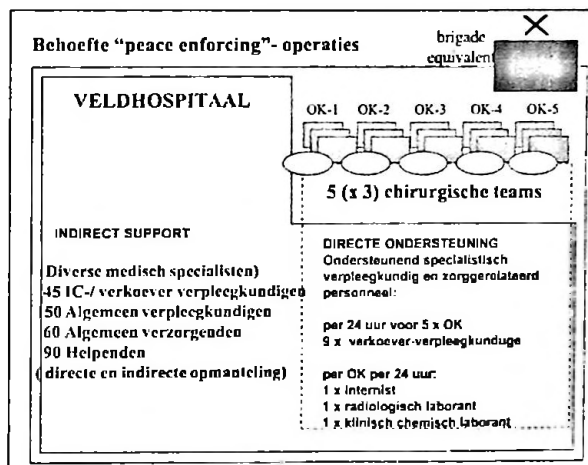 Behoefte “peace enforcing”- operaties
brigade
equivalent
VELDHOSPITAAL
OK-1 OK-2 OK-3 OK-4 OK-5
5 (x 3) chirurgische teams
INDIRECT SUPPORT
Diverse medisch specialisten)
45 IC-/ verkoever verpleegkundigen
50 Algemeen verpleegkundigen
60 Algemeen verzorgenden
90 Helpenden
( directe en indirecte opmanteling)
DIRECTE ONDERSTEUNING
Ondersteunend specialistisch
verpleegkundig en zorggerelateerd
personeel:
per 24 uur voor 5 x OK
9 x verkoever-verpleegkunduge
per OK per 24 uur:
1 x internist
1 x radiologisch laborant
1 x klinisch chemisch laborant